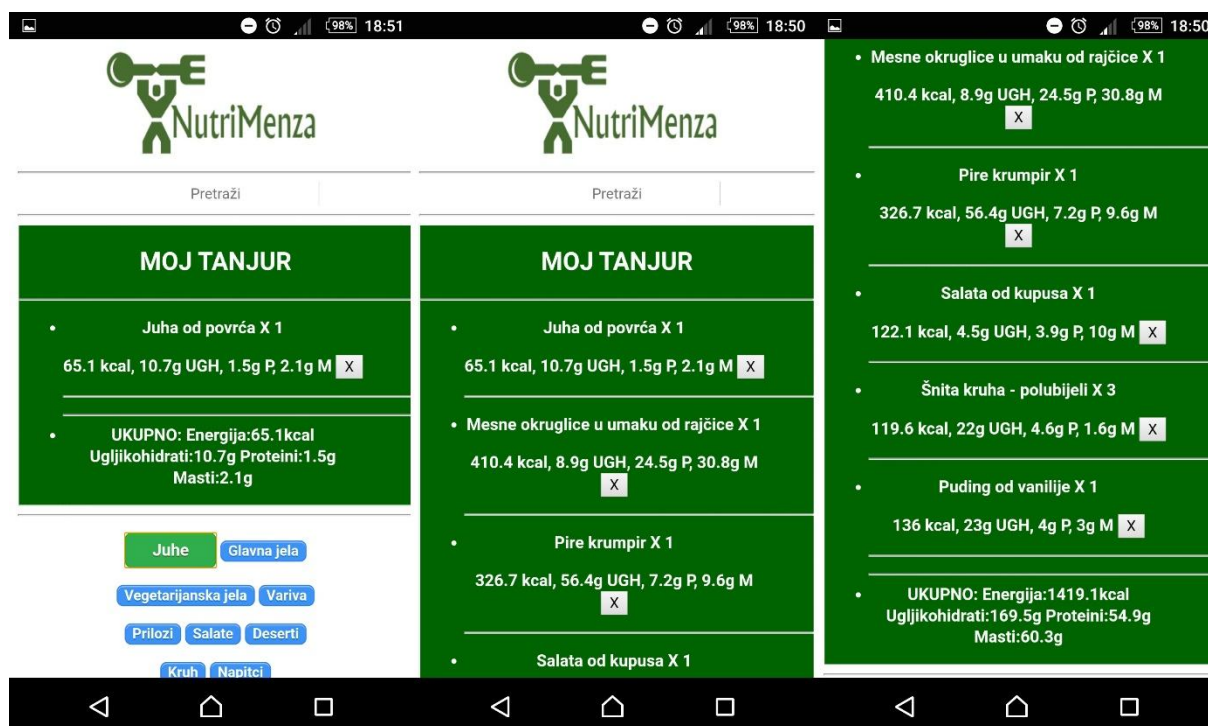 98% 18:51
NutriMenza
Pretraži
MOJ TANJUR
• Juha od povrća X 1
65.1 kcal, 10.7g UGH, 1.5g P, 2.1g M X
• UKUPNO: Energija:65.1kcal
Ugljikohidrati:10.7g Proteini:1.5g
Masti:2.1g
Juhe Glavna jela
Vegetarijanska jela Variva
Prilozi Salate Deserti
Kruh Napitci
98% 18:50
NutriMenza
Pretraži
MOJ TANJUR
• Juha od povrća X 1
65.1 kcal, 10.7g UGH, 1.5g P, 2.1g M X
• Mesne okruglice u umaku od rajčice X 1
410.4 kcal, 8.9g UGH, 24.5g P, 30.8g M
X
• Pire krumpir X 1
326.7 kcal, 56.4g UGH, 7.2g P, 9.6g M
X
• Salata od kupusa X 1
98% 18:50
• Mesne okruglice u umaku od rajčice X 1
410.4 kcal, 8.9g UGH, 24.5g P, 30.8g M
X
• Pire krumpir X 1
326.7 kcal, 56.4g UGH, 7.2g P, 9.6g M
X
• Salata od kupusa X 1
122.1 kcal, 4.5g UGH, 3.9g P, 10g M X
• Šnita kruha - polubijeli X 3
119.6 kcal, 22g UGH, 4.6g P, 1.6g M X
• Puding od vanilije X 1
136 kcal, 23g UGH, 4g P, 3g M X
• UKUPNO: Energija:1419.1kcal
Ugljikohidrati:169.5g Proteini:54.9g
Masti:60.3g